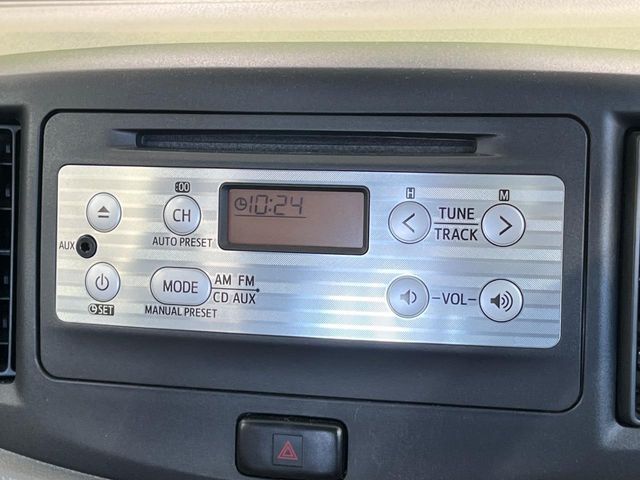 :00
CH
AUTO PRESET
10:24
H
M
TUNE
TRACK
AUX
SET
MODE
AM FM
CD AUX
MANUAL PRESET
-VOL-